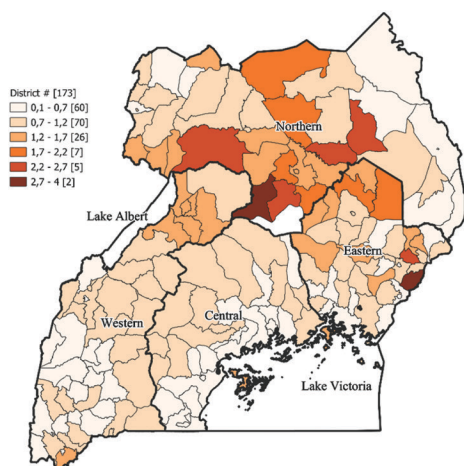 District # [173]
0,1 - 0,7 [60]
0,7 - 1,2 [70]
1,2 - 1,7 [26]
1,7 - 2,2 [7]
2,2 - 2,7 [5]
2,7 - 4 [2]
Northern
Lake Albert
Eastern
Western
Central
Lake Victoria